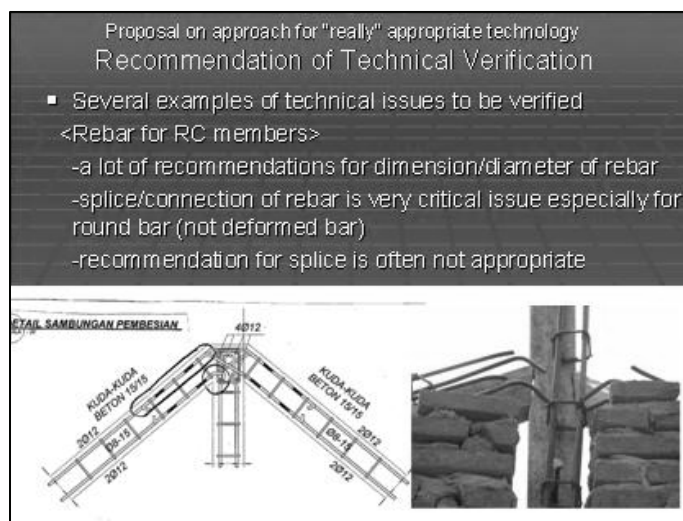 Proposal on approach for "really" appropriate technology
Recommendation of Technical Verification
▪ Several examples of technical issues to be verified
<Rebar for RC members>
-a lot of recommendations for dimension/diameter of rebar
-splice/connection of rebar is very critical issue especially for
round bar (not deformed bar)
-recommendation for splice is often not appropriate
DETAIL SAMBUNGAN PEMBESIAN
4Ø12
KUDA-KUDA
BETON 15/15
KUDA-KUDA
BETON 15/15
2Ø12
Ø8-15
2Ø12
2Ø12
Ø8-15
2Ø12